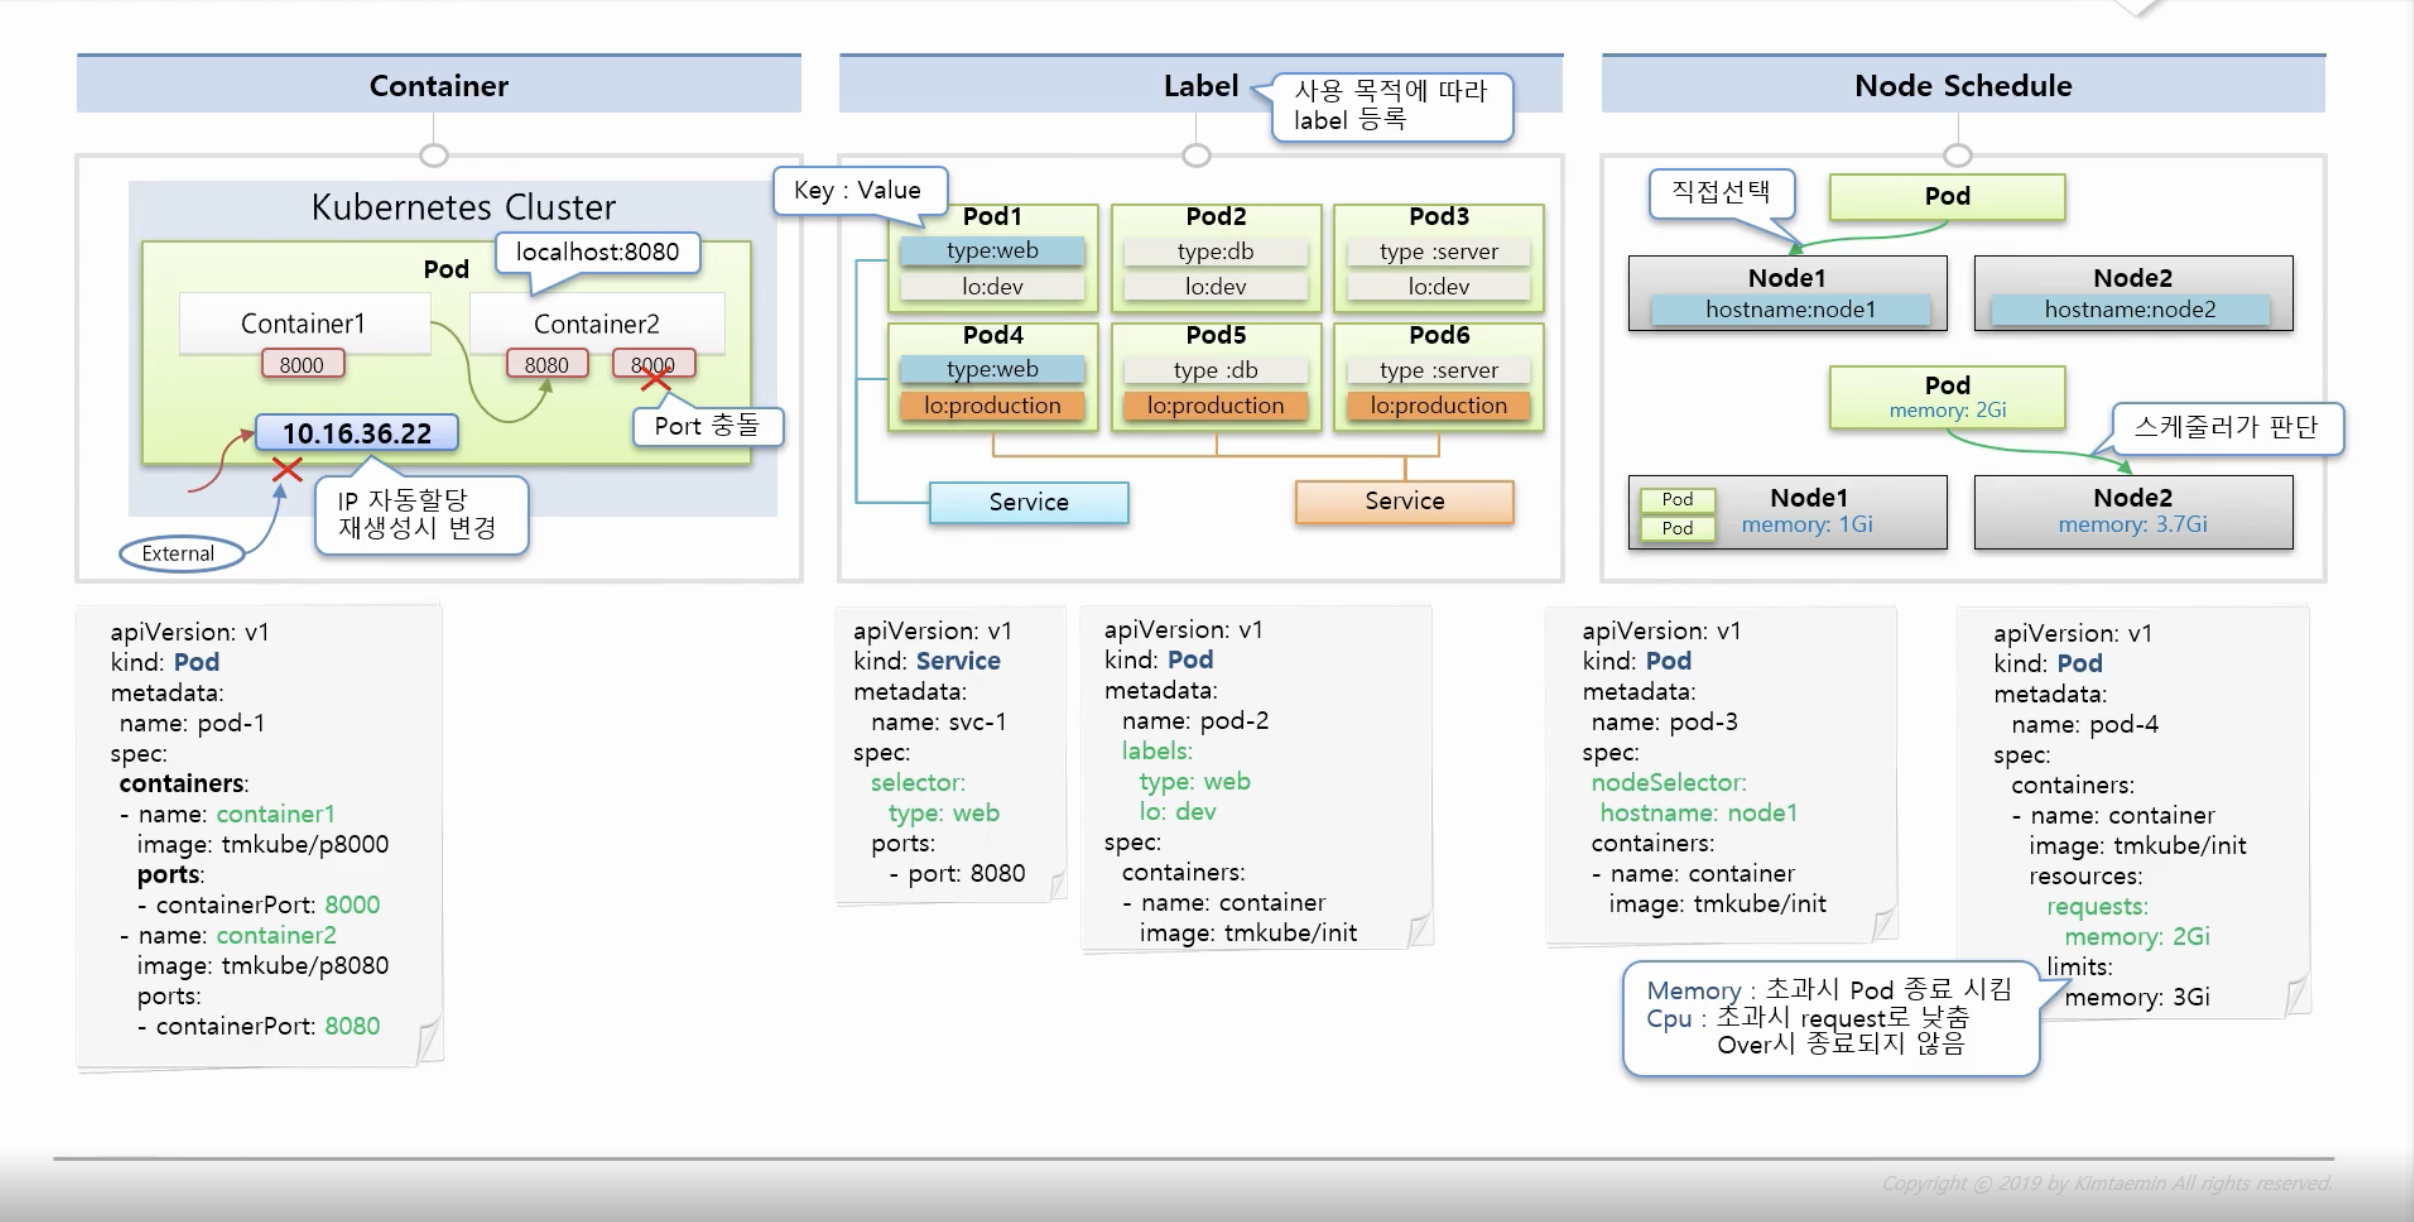 Container
Kubernetes Cluster
localhost:8080
Pod
Container1
Container2
8000
8080
8000
Port 충돌
10.16.36.22
IP 자동할당
재생성시 변경
External
apiVersion: v1
kind: Pod
metadata:
name: pod-1
spec:
containers:
- name: container1
image: tmkube/p8000
ports:
- containerPort: 8000
- name: container2
image: tmkube/p8080
ports:
- containerPort: 8080
Label
사용 목적에 따라
label 등록
Key : Value
Pod1
type:web
lo:dev
Pod2
type:db
lo:dev
Pod3
type :server
lo:dev
Pod4
type:web
lo:production
Pod5
type :db
lo:production
Pod6
type :server
lo:production
Service
Service
apiVersion: v1
kind: Service
metadata:
name: svc-1
spec:
selector:
type: web
ports:
- port: 8080
apiVersion: v1
kind: Pod
metadata:
name: pod-2
labels:
type: web
lo: dev
spec:
containers:
- name: container
image: tmkube/init
Node Schedule
직접선택
Pod
Node1
hostname:node1
Node2
hostname:node2
Pod
memory: 2Gi
스케줄러가 판단
Pod
Pod
Node1
memory: 1Gi
Node2
memory: 3.7Gi
apiVersion: v1
kind: Pod
metadata:
name: pod-3
spec:
nodeSelector:
hostname: node1
containers:
- name: container
image: tmkube/init
apiVersion: v1
kind: Pod
metadata:
name: pod-4
spec:
containers:
- name: container
image: tmkube/init
resources:
requests:
memory: 2Gi
limits:
memory: 3Gi
Memory : 초과시 Pod 종료 시킴
Cpu : 초과시 request로 낮춤
Over시 종료되지 않음
Copyright ⓒ 2019 by Kimtaemin All rights reserved.